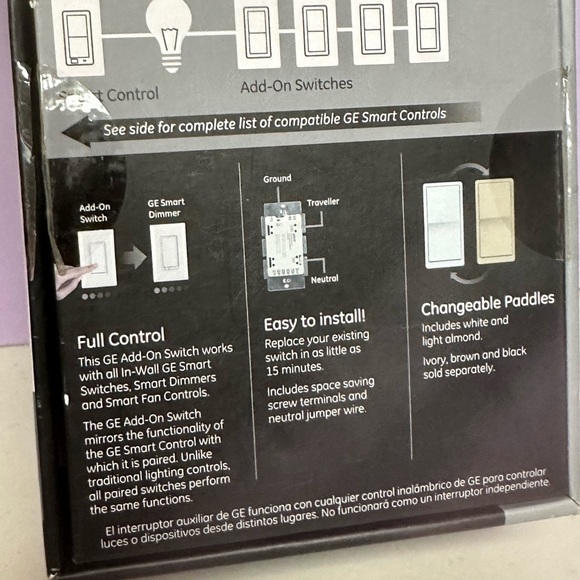 Control
Add-On Switches
See side for complete list of compatible GE Smart Controls
Add-On
Switch
GE Smart
Dimmer
Full Control
This GE Add-On Switch works
with all In-Wall GE Smart
Switches, Smart Dimmers
and Smart Fan Controls.
The GE Add-On Switch
mirrors the functionality of
the GE Smart Control with
which it is paired. Unlike
traditional lighting controls,
all paired switches perform
the same functions.
Ground
Traveller
Neutral
Easy to install!
Replace your existing
switch in as little as
15 minutes.
Includes space saving
screw terminals and
neutral jumper wire.
Changeable Paddles
Includes white and
light almond.
Ivory, brown and black
sold separately.
El interruptor auxiliar de GE funciona con cualquier control inalámbrico de GE para controlar
luces o dispositivos desde distintos lugares. No funcionará como un interruptor independiente.